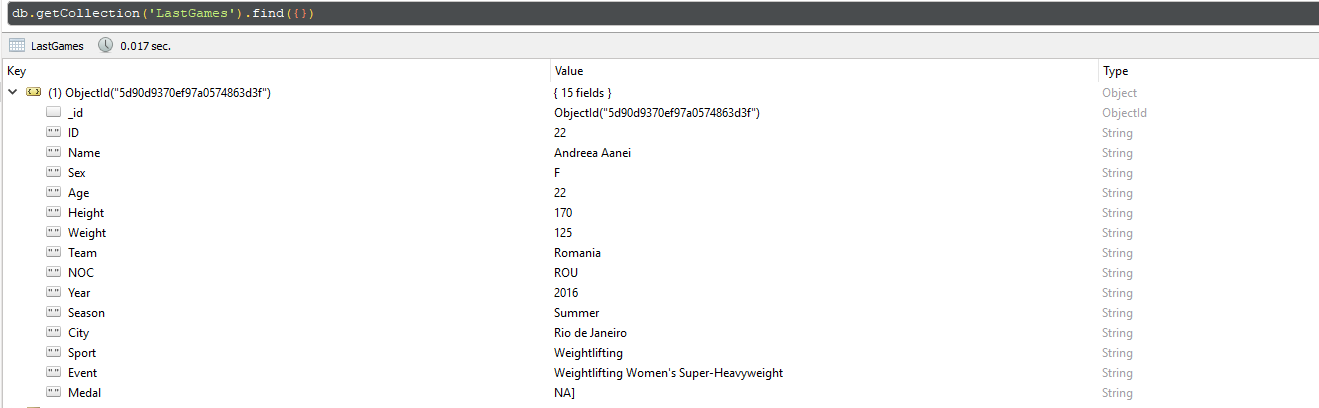 db.getCollection('LastGames').find({})
LastGames 0.017 sec.
Key Value Type
(1) ObjectId("5d90d9370ef97a0574863d3f") { 15 fields } Object
_id ObjectId("5d90d9370ef97a0574863d3f") ObjectId
" " ID 22 String
" " Name Andreea Aanei String
" " Sex F String
" " Age 22 String
" " Height 170 String
" " Weight 125 String
" " Team Romania String
" " NOC ROU String
" " Year 2016 String
" " Season Summer String
" " City Rio de Janeiro String
" " Sport Weightlifting String
" " Event Weightlifting Women's Super-Heavyweight String
" " Medal NA] String